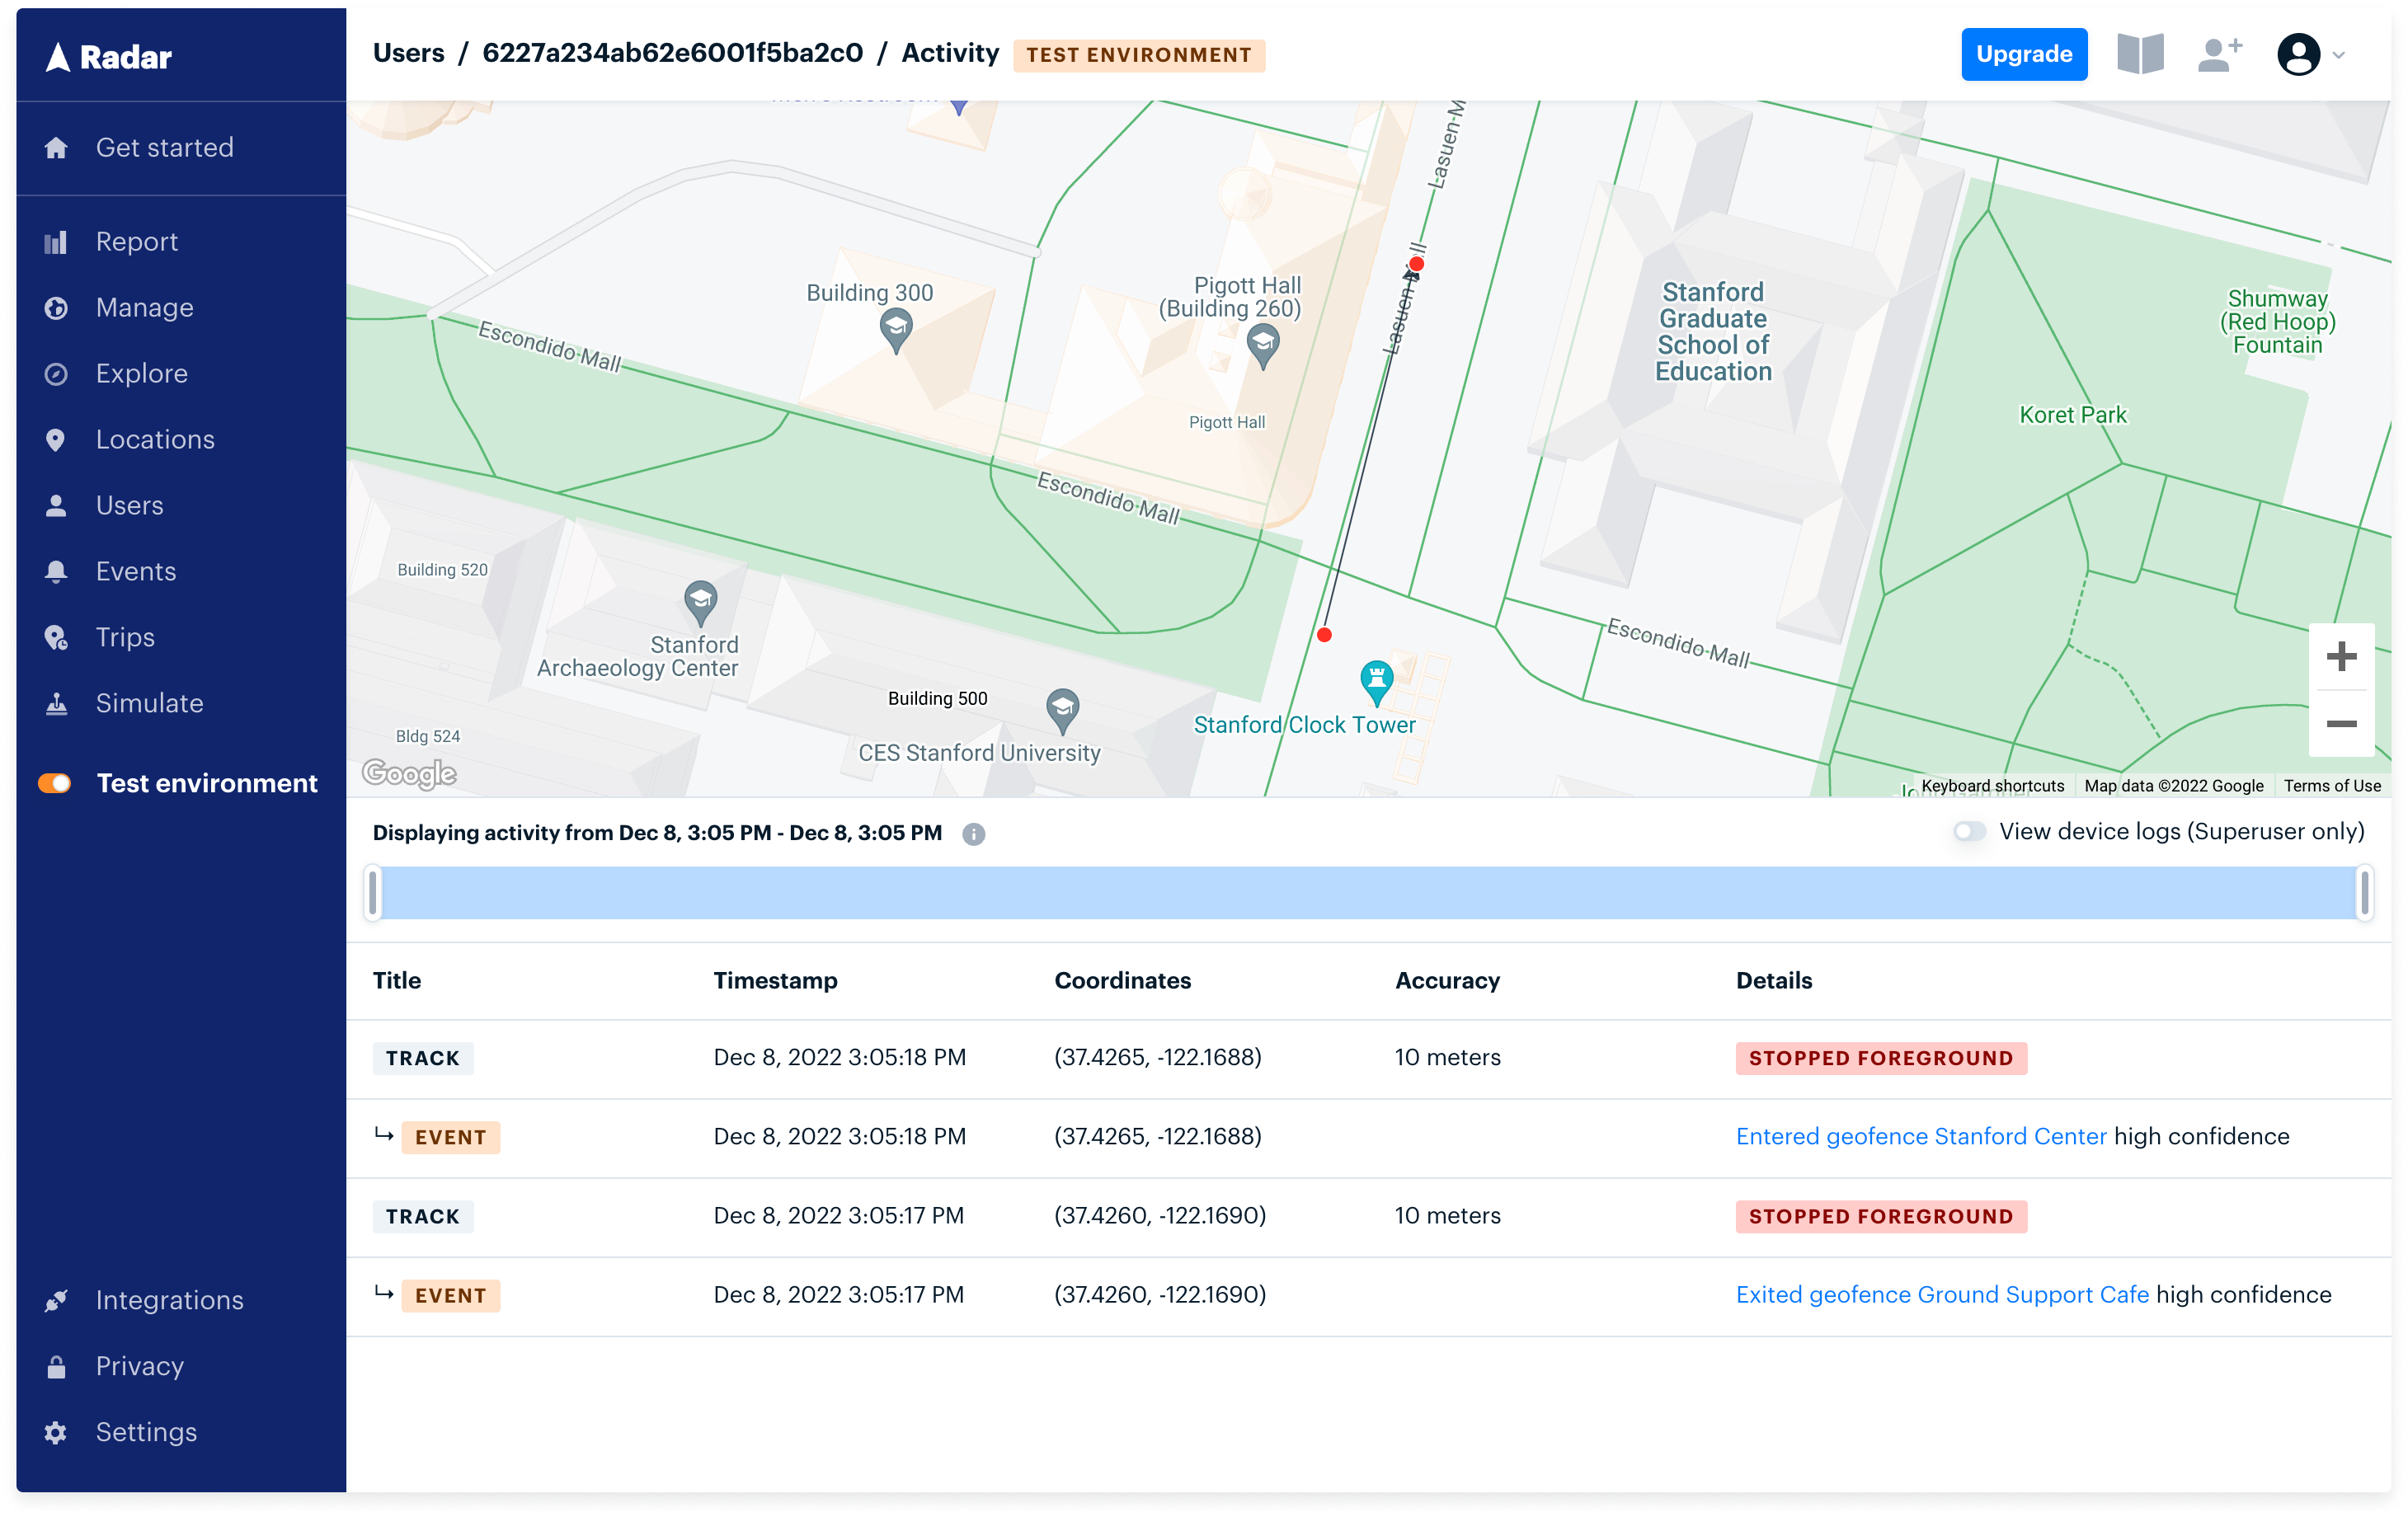 Radar
Users / 6227a234ab62e6001f5ba2c0 / Activity TEST ENVIRONMENT
Upgrade
Get started
Report
Manage
Explore
Locations
Users
Events
Trips
Simulate
Test environment
Integrations
Privacy
Settings
Lasuen M
Lasuen
Building 300
Pigott Hall
(Building 260)
Pigott Hall
Stanford
Graduate
School of
Education
Shumway
(Red Hoop)
Fountain
Koret Park
Escondido Mall
Escondido Mall
Escondido Mall
Building 520
Stanford
Archaeology Center
Building 500
CES Stanford University
Bldg 524
Stanford Clock Tower
Google
Keyboard shortcuts
Map data ©2022 Google
Terms of Use
Displaying activity from Dec 8, 3:05 PM - Dec 8, 3:05 PM
View device logs (Superuser only)
Title Timestamp Coordinates Accuracy Details
TRACK Dec 8, 2022 3:05:18 PM (37.4265, -122.1688) 10 meters STOPPED FOREGROUND
EVENT Dec 8, 2022 3:05:18 PM (37.4265, -122.1688) Entered geofence Stanford Center high confidence
TRACK Dec 8, 2022 3:05:17 PM (37.4260, -122.1690) 10 meters STOPPED FOREGROUND
EVENT Dec 8, 2022 3:05:17 PM (37.4260, -122.1690) Exited geofence Ground Support Cafe high confidence